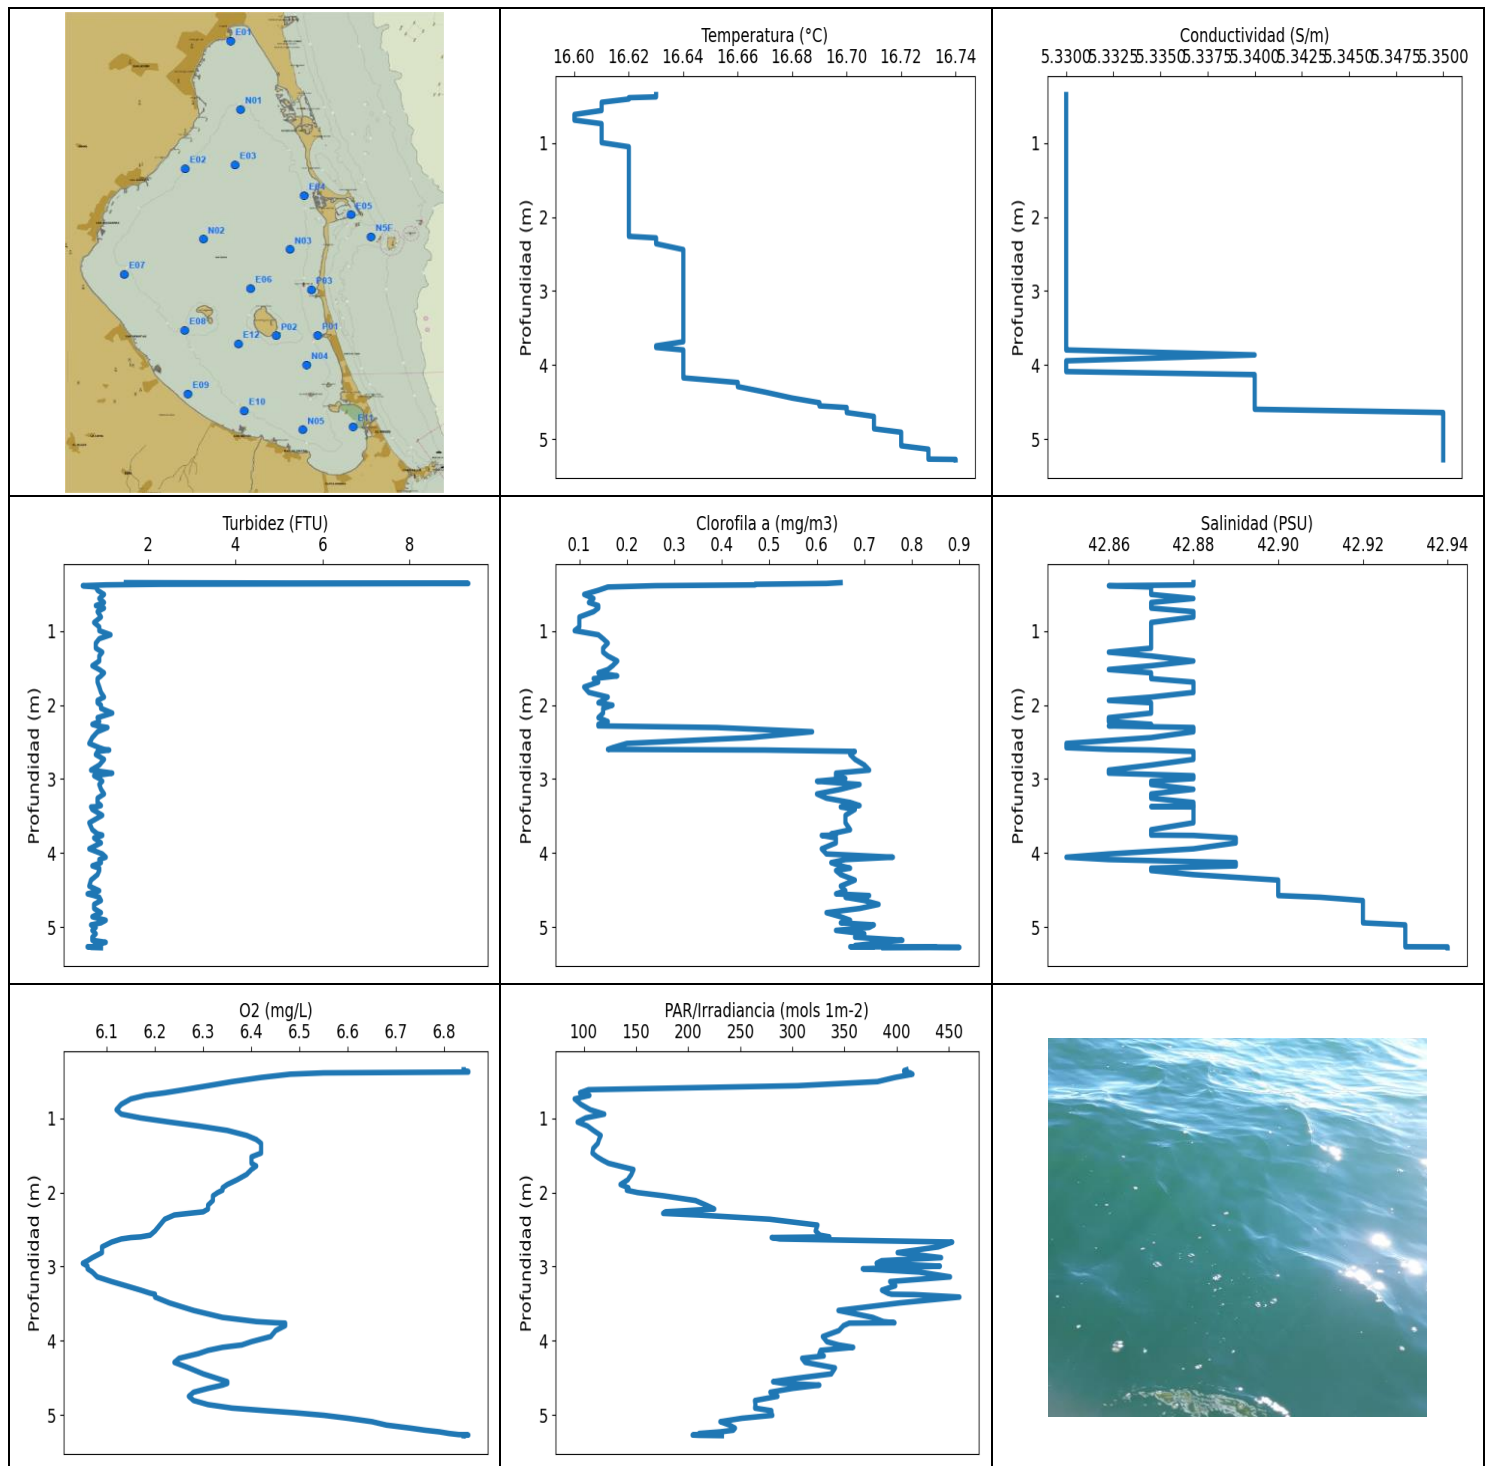 E01
N01
E02
E03
E04
E05
N5F
N02
N03
E07
E06
P03
E08
E12
P02
P01
N04
E09
E10
N05
E11
Temperatura (°C)
16.60 16.62 16.64 16.66 16.68 16.70 16.72 16.74
Profundidad (m)
1
2
3
4
5
Conductividad (S/m)
5.3300 5.3325 5.3350 5.3375 5.3400 5.3425 5.3450 5.3475 5.3500
Profundidad (m)
1
2
3
4
5
Turbidez (FTU)
2 4 6 8
Profundidad (m)
1
2
3
4
5
Clorofila a (mg/m3)
0.1 0.2 0.3 0.4 0.5 0.6 0.7 0.8 0.9
Profundidad (m)
1
2
3
4
5
Salinidad (PSU)
42.86 42.88 42.90 42.92 42.94
Profundidad (m)
1
2
3
4
5
O2 (mg/L)
6.1 6.2 6.3 6.4 6.5 6.6 6.7 6.8
Profundidad (m)
1
2
3
4
5
PAR/Irradiancia (mols 1m-2)
100 150 200 250 300 350 400 450
Profundidad (m)
1
2
3
4
5